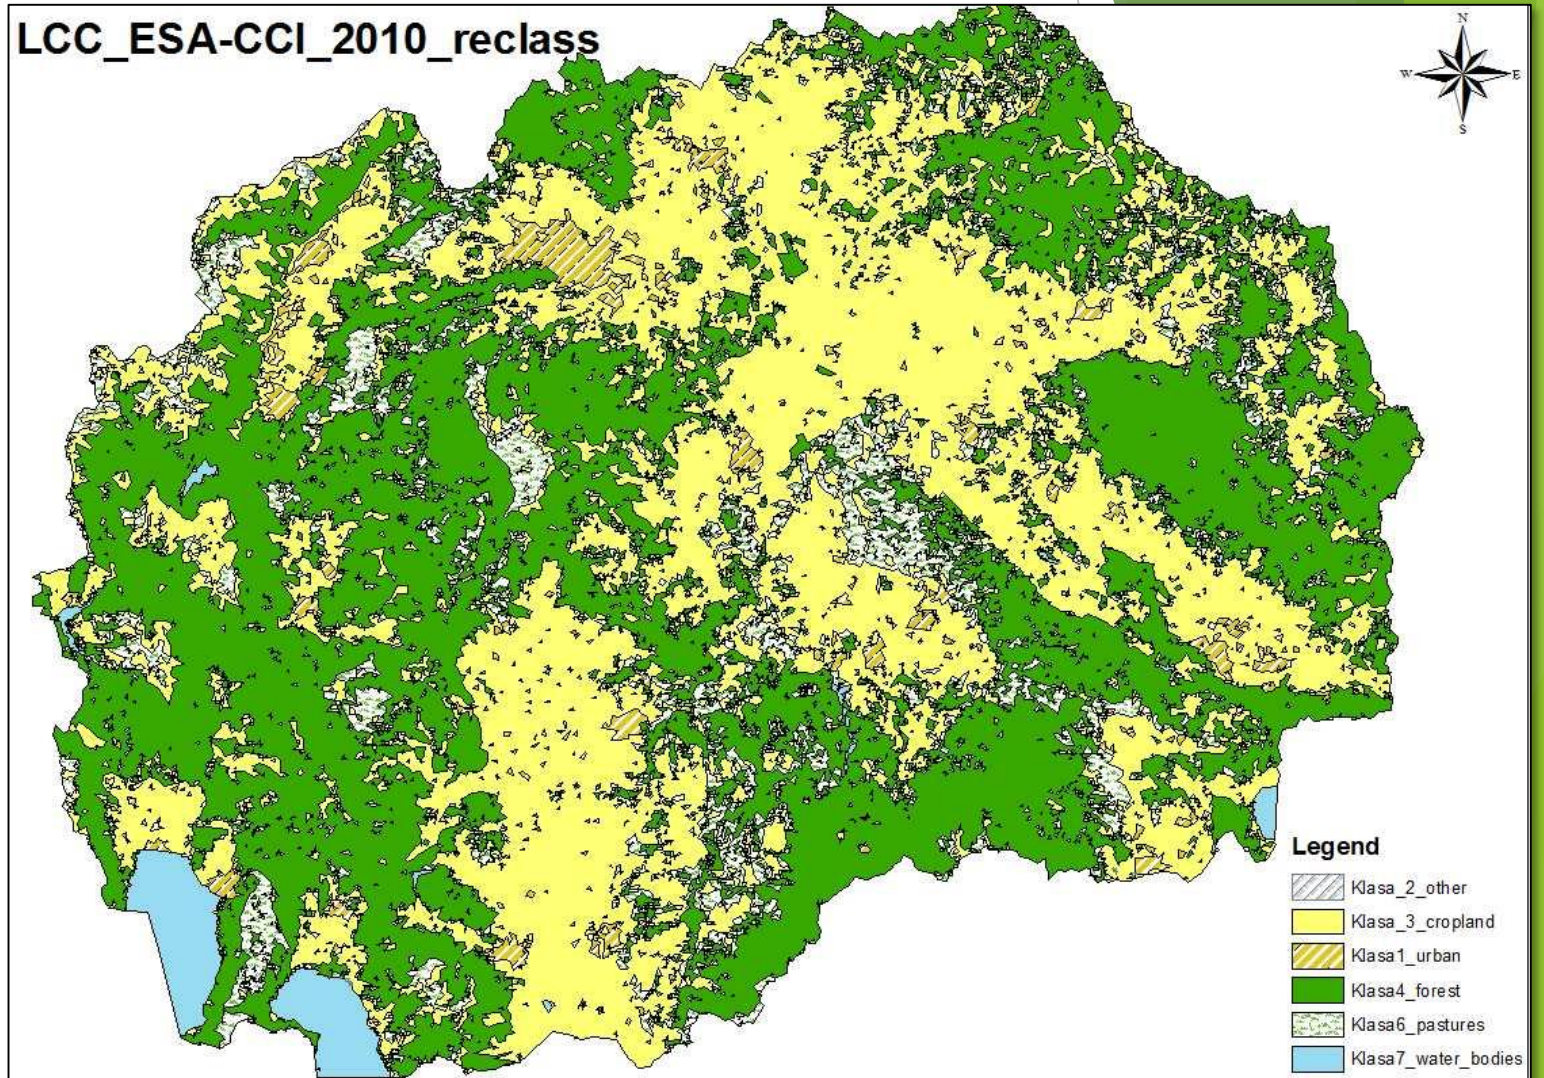 LCC_ESA-CCI_2010_reclass
N
W
E
S
Legend
Klasa_2_other
Klasa_3_cropland
Klasa1_urban
Klasa4_forest
Klasa6_pastures
Klasa7_water_bodies